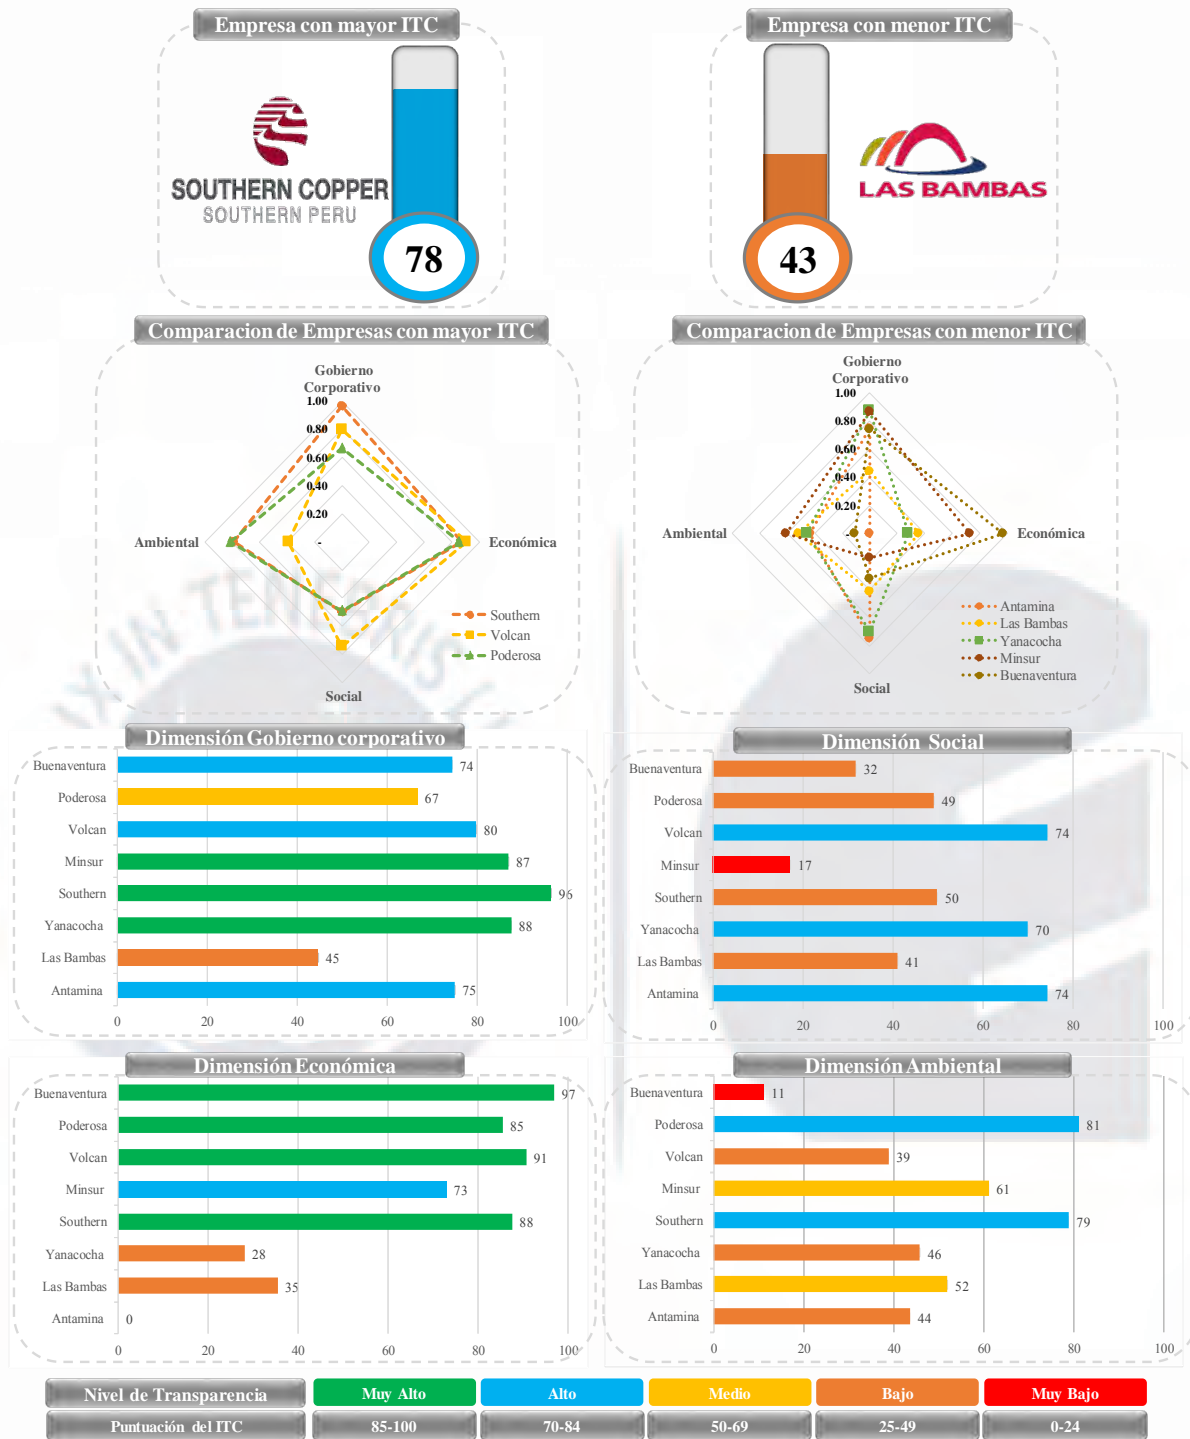 Empresa con mayor ITC
SOUTHERN COPPER
SOUTHERN PERU
78
Empresa con menor ITC
LAS BAMBAS
43
Comparacion de Empresas con mayor ITC
Gobierno
Corporativo
1.00
0.80
0.60
0.40
0.20
-
Ambiental
Económica
Social
Southern
Volcan
Poderosa
Comparacion de Empresas con menor ITC
Gobierno
Corporativo
1.00
0.80
0.60
0.40
0.20
-
Ambiental
Económica
Social
Antamina
Las Bambas
Yanacocha
Minsur
Buenaventura
Dimensión Gobierno corporativo
Buenaventura 74
Poderosa 67
Volcan 80
Minsur 87
Southern 96
Yanacocha 88
Las Bambas 45
Antamina 75
0 20 40 60 80 100
Dimensión Social
Buenaventura 32
Poderosa 49
Volcan 74
Minsur 17
Southern 50
Yanacocha 70
Las Bambas 41
Antamina 74
0 20 40 60 80 100
Dimensión Económica
Buenaventura 97
Poderosa 85
Volcan 91
Minsur 73
Southern 88
Yanacocha 28
Las Bambas 35
Antamina 0
0 20 40 60 80 100
Dimensión Ambiental
Buenaventura 11
Poderosa 81
Volcan 39
Minsur 61
Southern 79
Yanacocha 46
Las Bambas 52
Antamina 44
0 20 40 60 80 100
Nivel de Transparencia Muy Alto Alto Medio Bajo Muy Bajo
Puntuación del ITC 85-100 70-84 50-69 25-49 0-24